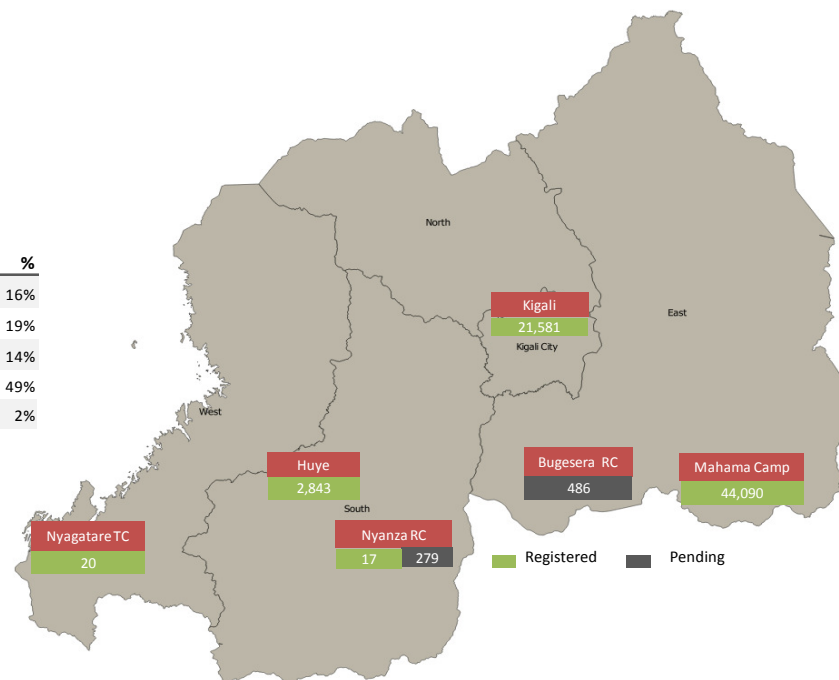 %
16%
19%
14%
49%
2%
North
Kigali
21,581
Kigali City
East
West
Huye
2,843
South
Bugesera RC
486
Mahama Camp
44,090
Nyagatare TC
20
Nyanza RC
17 279
Registered Pending